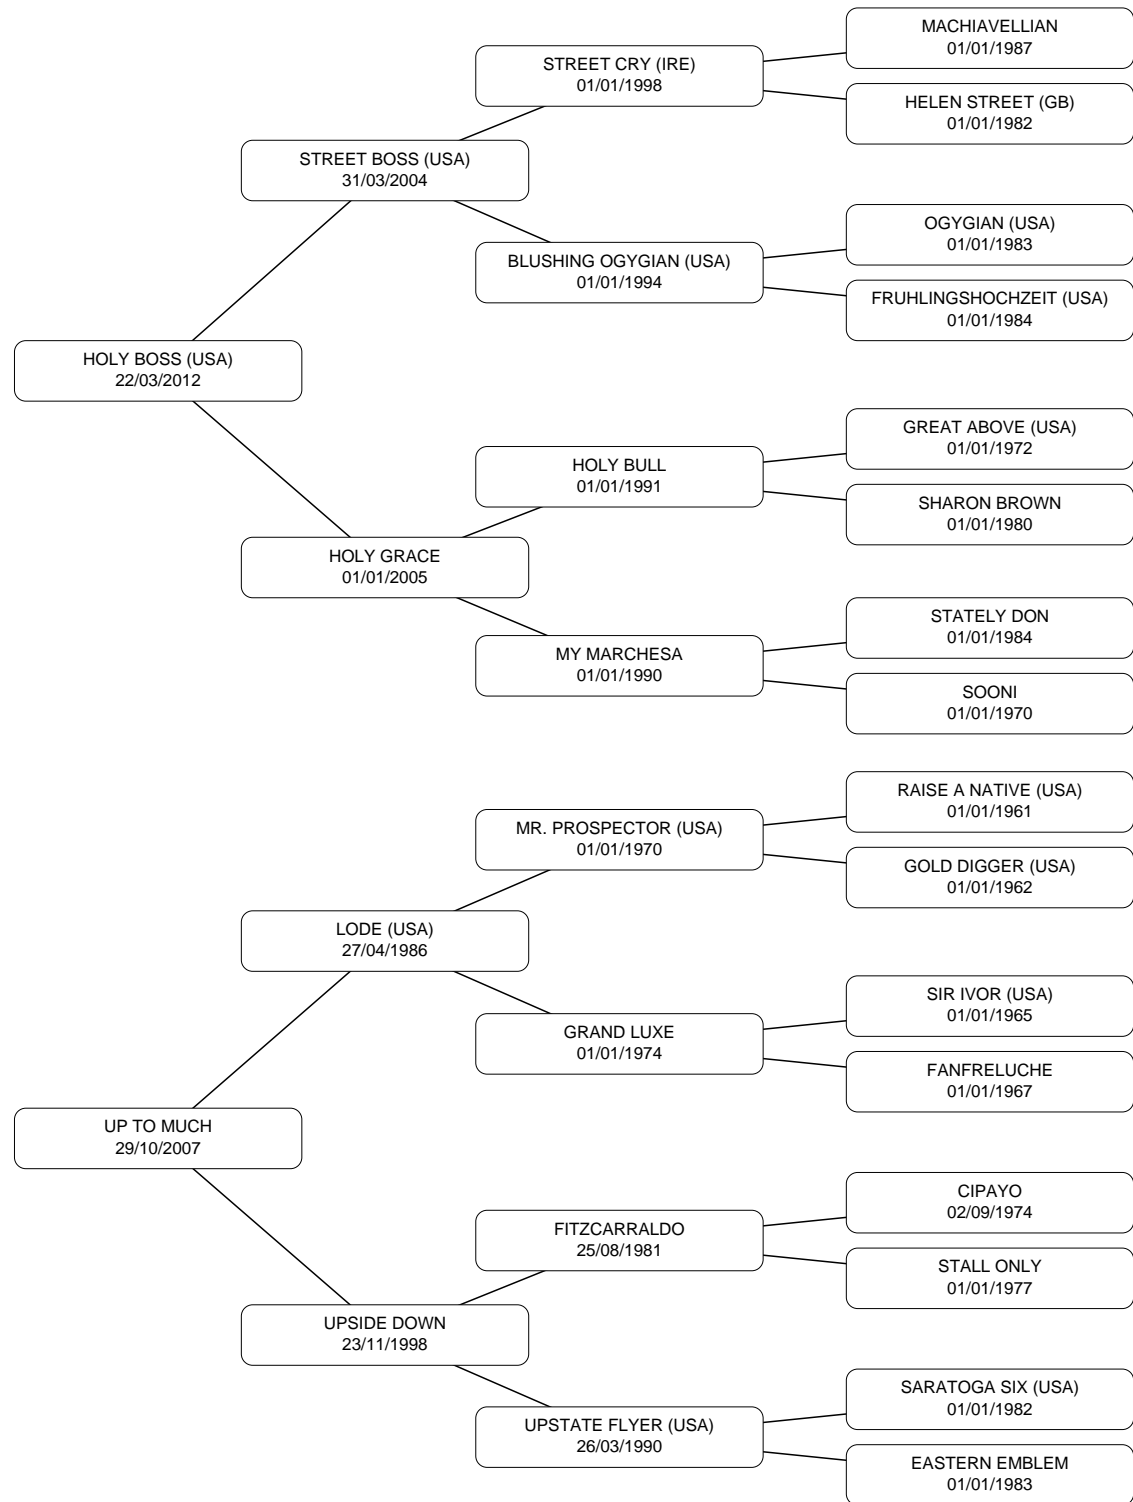 MACHIAVELLIAN
01/01/1987
STREET CRY (IRE)
01/01/1998
HELEN STREET (GB)
01/01/1982
STREET BOSS (USA)
31/03/2004
OGYGIAN (USA)
01/01/1983
BLUSHING OGYGIAN (USA)
01/01/1994
FRUHLINGSHOCHZEIT (USA)
01/01/1984
HOLY BOSS (USA)
22/03/2012
GREAT ABOVE (USA)
01/01/1972
HOLY BULL
01/01/1991
SHARON BROWN
01/01/1980
HOLY GRACE
01/01/2005
STATELY DON
01/01/1984
MY MARCHESA
01/01/1990
SOONI
01/01/1970
RAISE A NATIVE (USA)
01/01/1961
MR. PROSPECTOR (USA)
01/01/1970
GOLD DIGGER (USA)
01/01/1962
LODE (USA)
27/04/1986
SIR IVOR (USA)
01/01/1965
GRAND LUXE
01/01/1974
FANFRELUCHE
01/01/1967
UP TO MUCH
29/10/2007
CIPAYO
02/09/1974
FITZCARRALDO
25/08/1981
STALL ONLY
01/01/1977
UPSIDE DOWN
23/11/1998
SARATOGA SIX (USA)
01/01/1982
UPSTATE FLYER (USA)
26/03/1990
EASTERN EMBLEM
01/01/1983